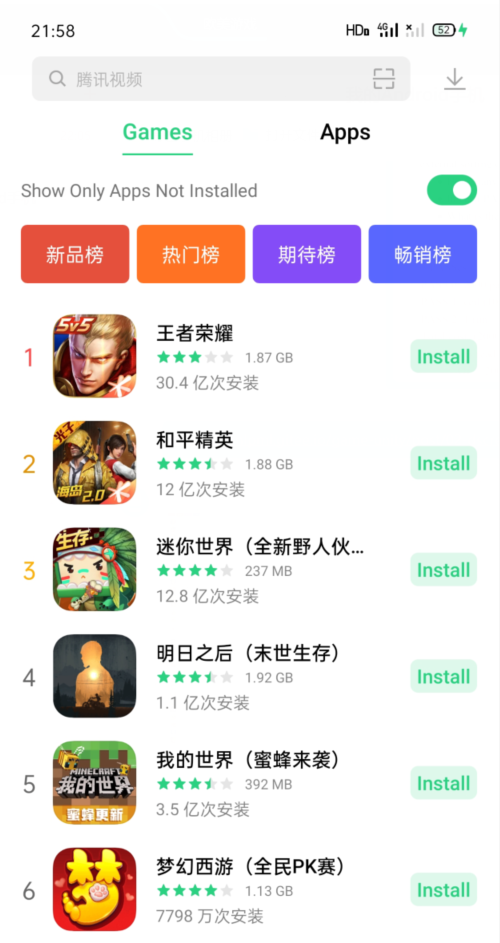 21:58
HD 4G 52
腾讯视频
Games
Apps
Show Only Apps Not Installed
新品榜
热门榜
期待榜
畅销榜
1
5v5
王者荣耀
1.87 GB
30.4 亿次安装
Install
2
光子
海岛2.0
和平精英
1.88 GB
12 亿次安装
Install
3
生存
迷你世界（全新野人伙...
237 MB
12.8 亿次安装
Install
4
明日之后（末世生存）
1.92 GB
1.1 亿次安装
Install
5
MINECRAFT
我的世界
蜜蜂更新
我的世界（蜜蜂来袭）
392 MB
3.5 亿次安装
Install
6
梦幻西游（全民PK赛）
1.13 GB
7798 万次安装
Install